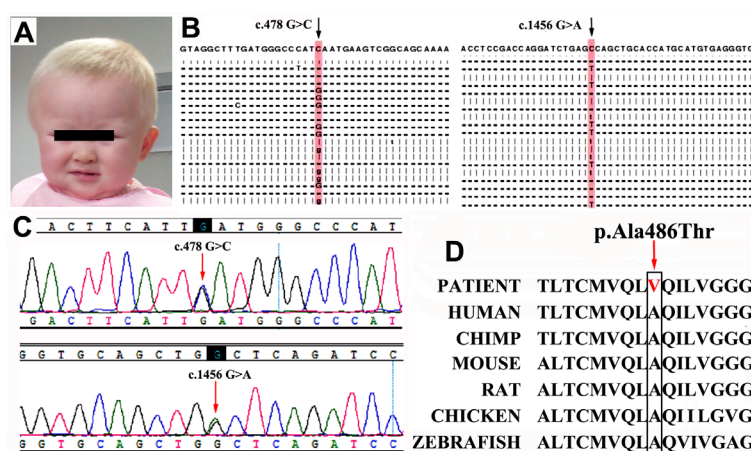 A
B
c.478 G>C
c.1456 G>A
GTAGGCTTTGATGGGCCCATCAATGAAGTCGGCAGCAAAA
ACCTCCGACCAGGATCTGAGCCAGCTGCACCATGCATGTGAGGGTG
C
ACTTCATTGATGGGCCCAT
c.478 G>C
GACTTCATTGATGGGCCCAT
GGTGCAGCTGGCTCAGATCC
c.1456 G>A
GGTGCAGCTGGCTCAGATCC
D
p.Ala486Thr
PATIENT TLTCMVQLVQILVGGG
HUMAN TLTCMVQLAQILVGGG
CHIMP TLTCMVQLAQILVGGG
MOUSE ALTCMVQLAQILVGGG
RAT ALTCMVQLAQILVGGG
CHICKEN ALTCMVQLAQIILGVG
ZEBRAFISH ALTCMVQLAQVIVGAG